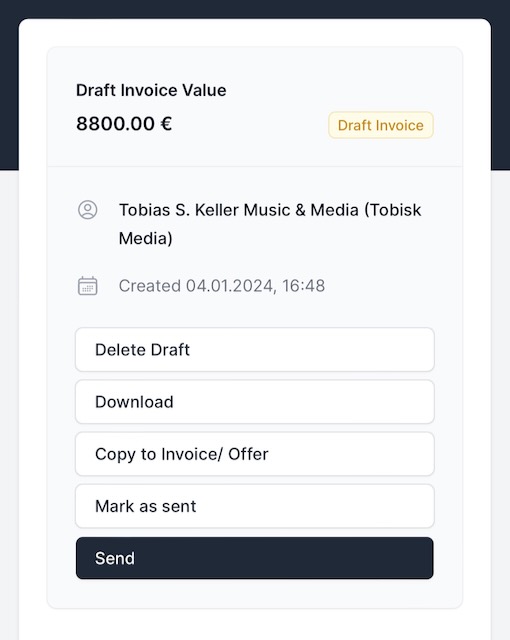 Draft Invoice Value
8800.00 €
Draft Invoice
Tobias S. Keller Music & Media (Tobisk
Media)
Created 04.01.2024, 16:48
Delete Draft
Download
Copy to Invoice/ Offer
Mark as sent
Send